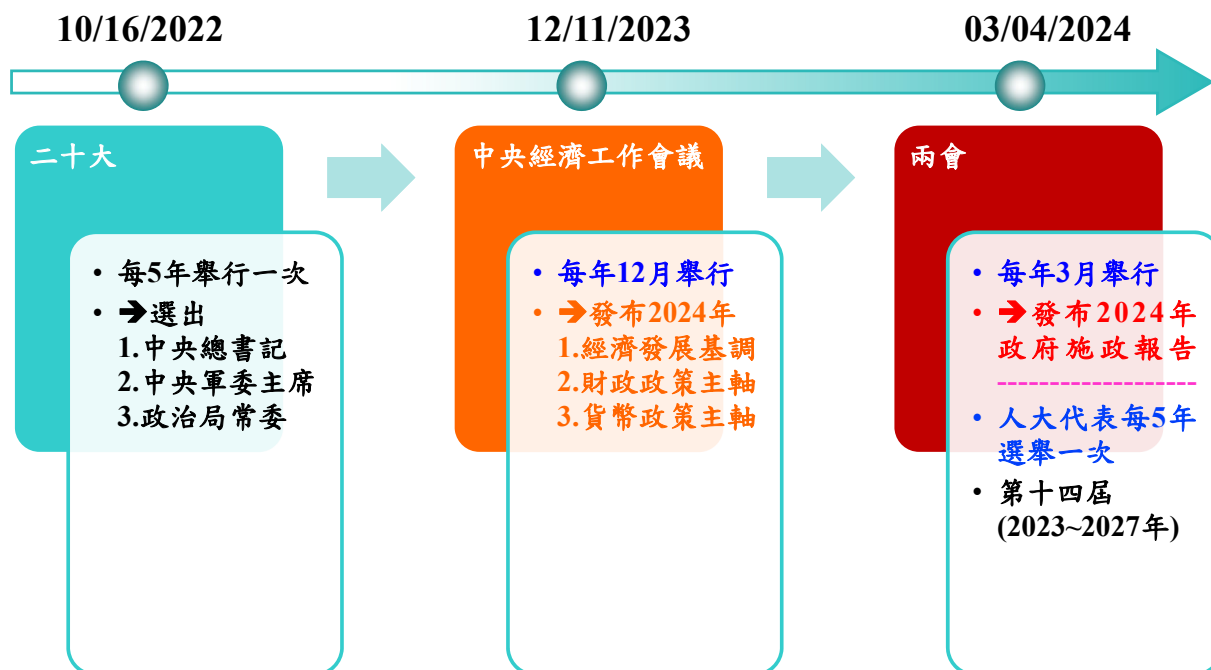 10/16/2022
12/11/2023
03/04/2024
二十大
• 每5年舉行一次
• ➔選出
1.中央總書記
2.中央軍委主席
3.政治局常委
中央經濟工作會議
• 每年12月舉行
• ➔發布2024年
1.經濟發展基調
2.財政政策主軸
3.貨幣政策主軸
兩會
• 每年3月舉行
• ➔發布2024年
政府施政報告
-------------------
• 人大代表每5年
選舉一次
• 第十四屆
(2023~2027年)